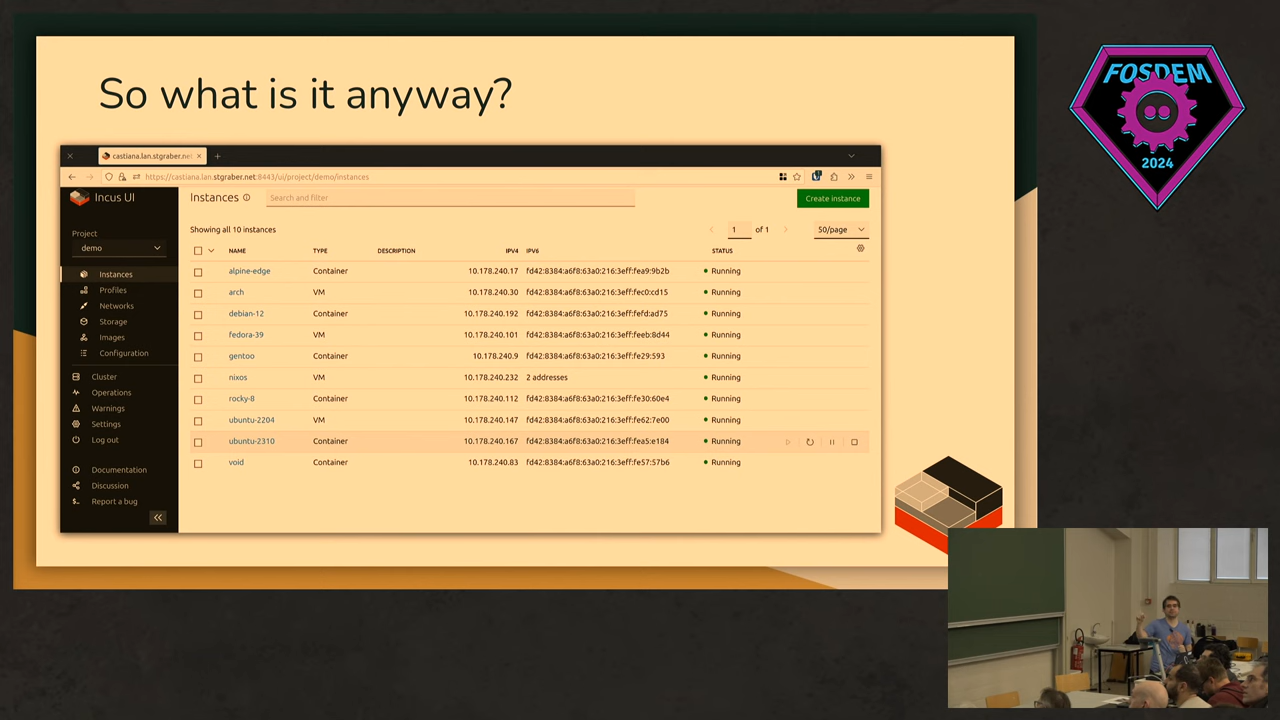 So what is it anyway?
FOSDEM
2024
castiana.lan.stgraber.net
https://castiana.lan.stgraber.net:8443/ui/project/demo/instances
Incus UI
Project
demo
Instances
Profiles
Networks
Storage
Images
Configuration
Cluster
Operations
Warnings
Settings
Log out
Documentation
Discussion
Report a bug
Instances
Search and filter
Create instance
Showing all 10 instances
1 of 1
50/page
NAME TYPE DESCRIPTION IPV4 IPV6 STATUS
alpine-edge Container 10.178.240.17 fd42:8384:a6f8:63a0:216:3eff:fea9:9b2b Running
arch VM 10.178.240.30 fd42:8384:a6f8:63a0:216:3eff:fec0:cd15 Running
debian-12 Container 10.178.240.192 fd42:8384:a6f8:63a0:216:3eff:fefd:ad75 Running
fedora-39 VM 10.178.240.101 fd42:8384:a6f8:63a0:216:3eff:feeb:8d44 Running
gentoo Container 10.178.240.9 fd42:8384:a6f8:63a0:216:3eff:fe29:593 Running
nixos VM 10.178.240.232 2 addresses Running
rocky-8 Container 10.178.240.112 fd42:8384:a6f8:63a0:216:3eff:fe30:60e4 Running
ubuntu-2204 VM 10.178.240.147 fd42:8384:a6f8:63a0:216:3eff:fe62:7e00 Running
ubuntu-2310 Container 10.178.240.167 fd42:8384:a6f8:63a0:216:3eff:fea5:e184 Running
void Container 10.178.240.83 fd42:8384:a6f8:63a0:216:3eff:fe57:57b6 Running